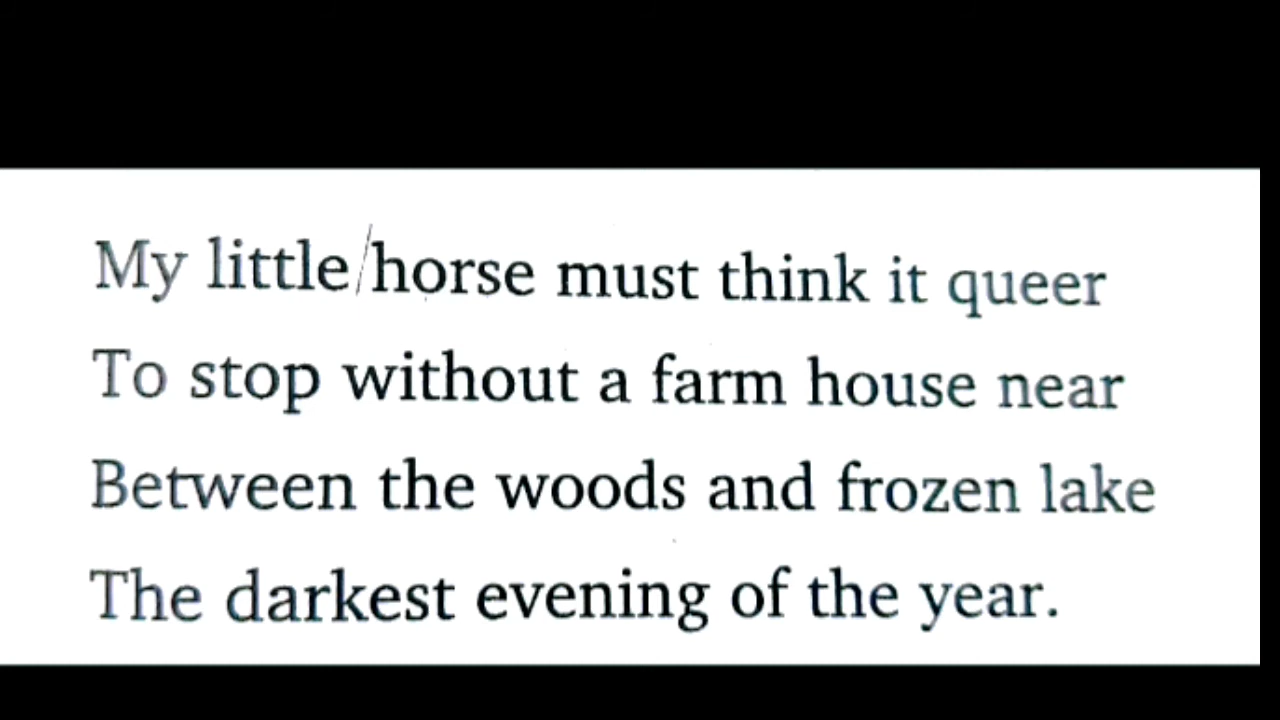 My little/horse must think it queer
To stop without a farm house near
Between the woods and frozen lake
The darkest evening of the year.